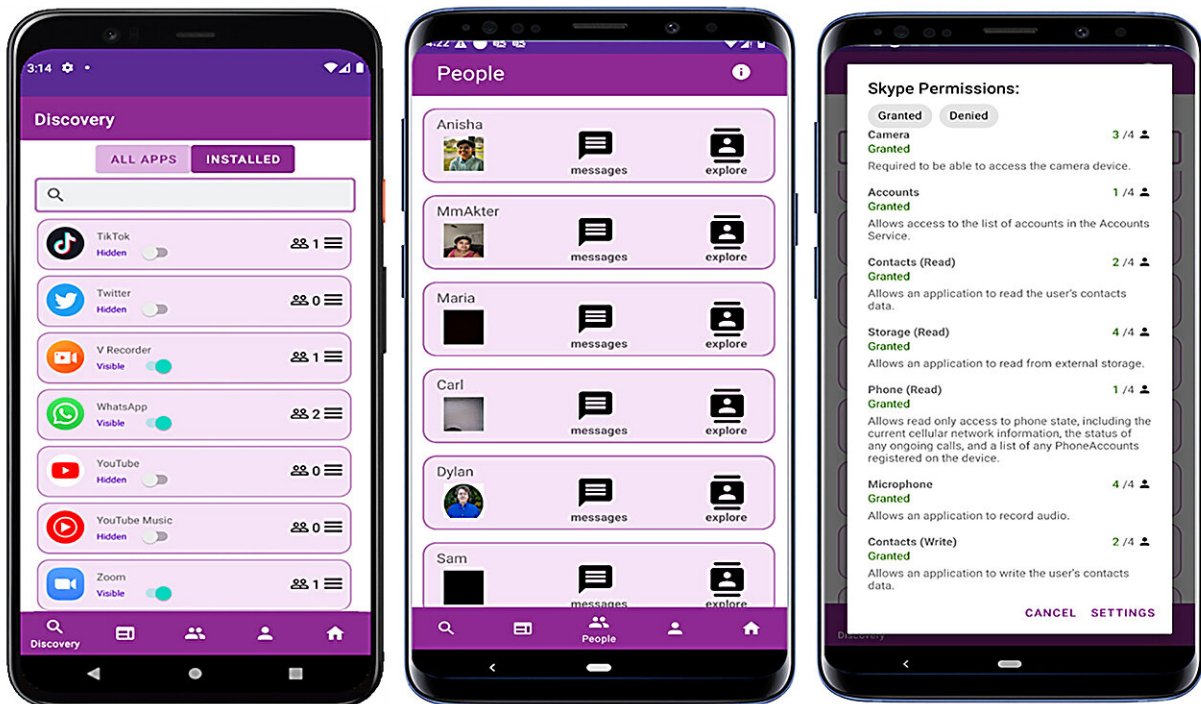 3:14
Discovery
ALL APPS INSTALLED
TikTok
Hidden
1
Twitter
Hidden
0
V Recorder
Visible
1
WhatsApp
Visible
2
YouTube
Hidden
0
YouTube Music
Hidden
0
Zoom
Visible
1
Discovery
4:22
People
Anisha
messages explore
MmAkter
messages explore
Maria
messages explore
Carl
messages explore
Dylan
messages explore
Sam
messages explore
People
Skype Permissions:
Granted Denied
Camera 3 /4
Granted
Required to be able to access the camera device.
Accounts 1 /4
Granted
Allows access to the list of accounts in the Accounts
Service.
Contacts (Read) 2 /4
Granted
Allows an application to read the user's contacts
data.
Storage (Read) 4 /4
Granted
Allows an application to read from external storage.
Phone (Read) 1 /4
Granted
Allows read only access to phone state, including the
current cellular network information, the status of
any ongoing calls, and a list of any PhoneAccounts
registered on the device.
Microphone 4 /4
Granted
Allows an application to record audio.
Contacts (Write) 2 /4
Granted
Allows an application to write the user's contacts
data.
CANCEL SETTINGS
Discovery